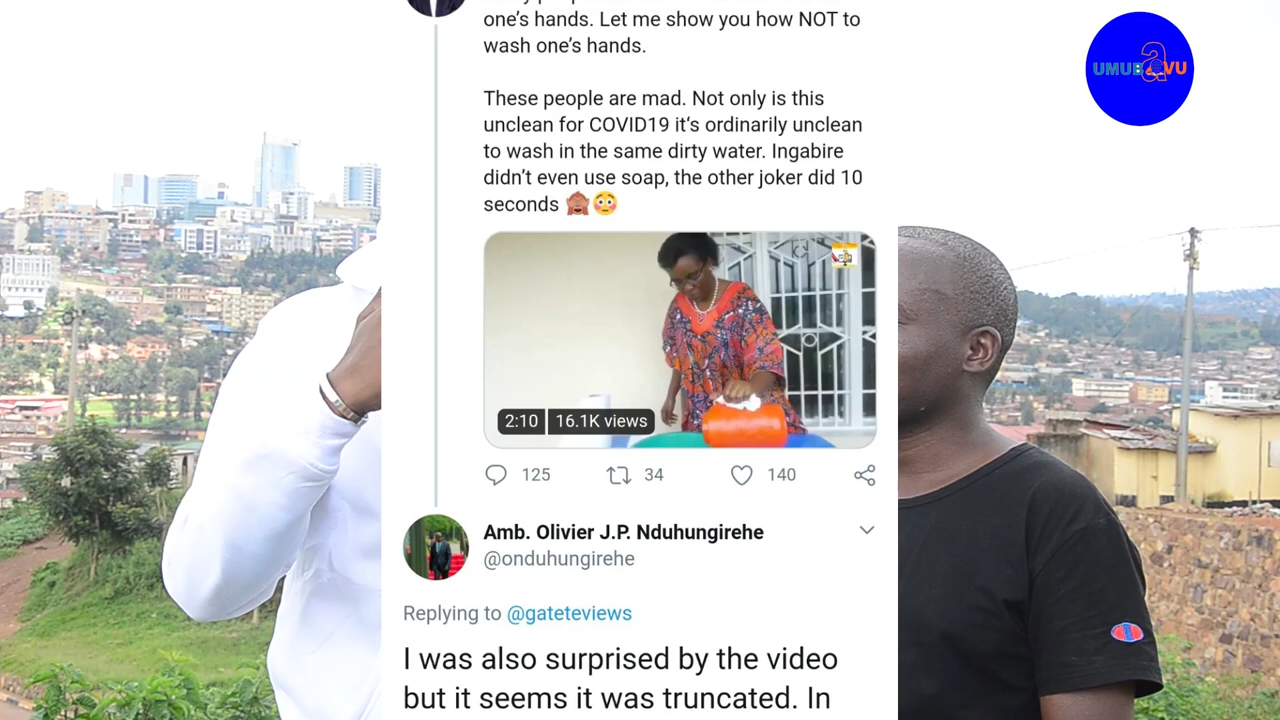 one's hands. Let me show you how NOT to
wash one's hands.
These people are mad. Not only is this
unclean for COVID19 it‘s ordinarily unclean
to wash in the same dirty water. Ingabire
didn't even use soap, the other joker did 10
seconds 🙈😳
2:10 16.1K views
125 34 140
Amb. Olivier J.P. Nduhungirehe
@onduhungirehe
Replying to @gateteviews
I was also surprised by the video
but it seems it was truncated. In
UMUBAVU
a